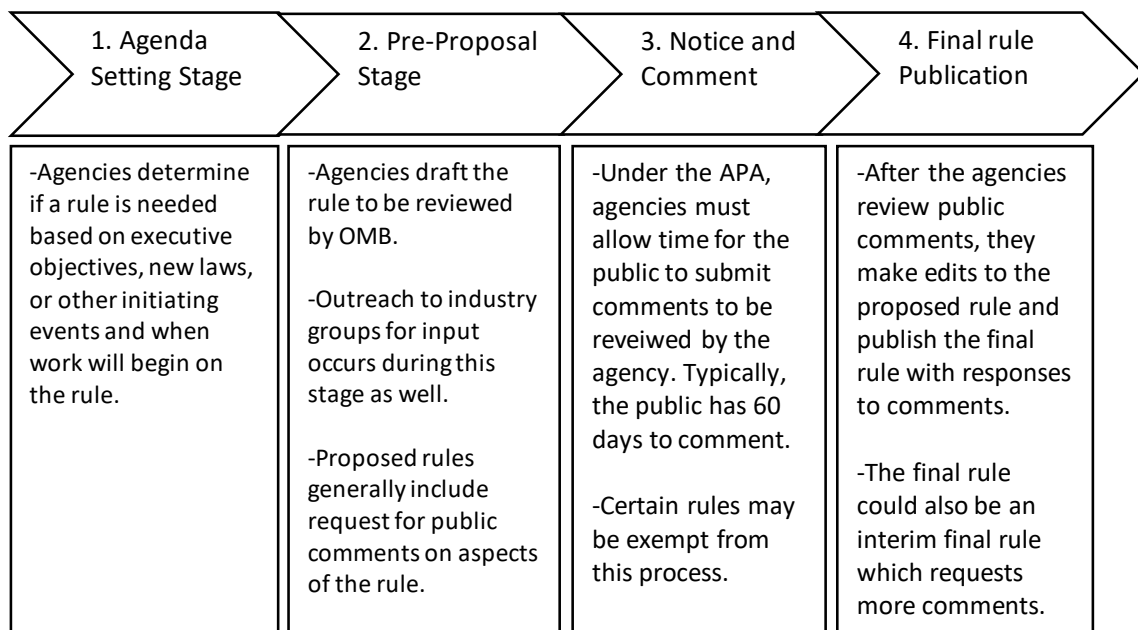 1. Agenda
Setting Stage
2. Pre-Proposal
Stage
3. Notice and
Comment
4. Final rule
Publication
-Agencies determine
if a rule is needed
based on executive
objectives, new laws,
or other initiating
events and when
work will begin on
the rule.
-Agencies draft the
rule to be reviewed
by OMB.
-Outreach to industry
groups for input
occurs during this
stage as well.
-Proposed rules
generally include
request for public
comments on aspects
of the rule.
-Under the APA,
agencies must
allow time for the
public to submit
comments to be
reveiwed by the
agency. Typically,
the public has 60
days to comment.
-Certain rules may
be exempt from
this process.
-After the agencies
review public
comments, they
make edits to the
proposed rule and
publish the final
rule with responses
to comments.
-The final rule
could also be an
interim final rule
which requests
more comments.